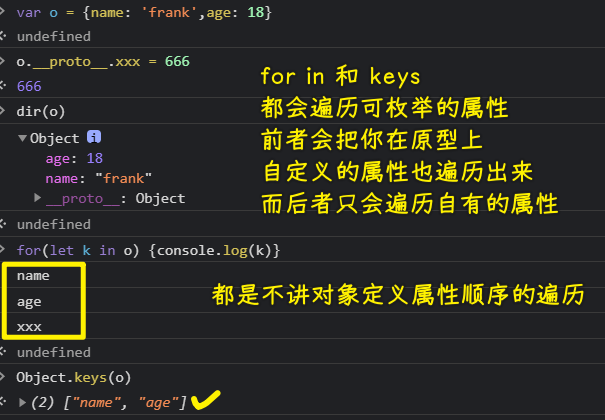 var o = {name: 'frank',age: 18}
undefined
o.__proto__.xxx = 666
666
dir(o)
Object i
age: 18
name: "frank"
__proto__: Object
undefined
for in 和 keys
都会遍历可枚举的属性
前者会把你在原型上
自定义的属性也遍历出来
而后者只会遍历自有的属性
for(let k in o) {console.log(k)}
name
age
xxx
都是不讲对象定义属性顺序的遍历
undefined
Object.keys(o)
(2) ["name", "age"]